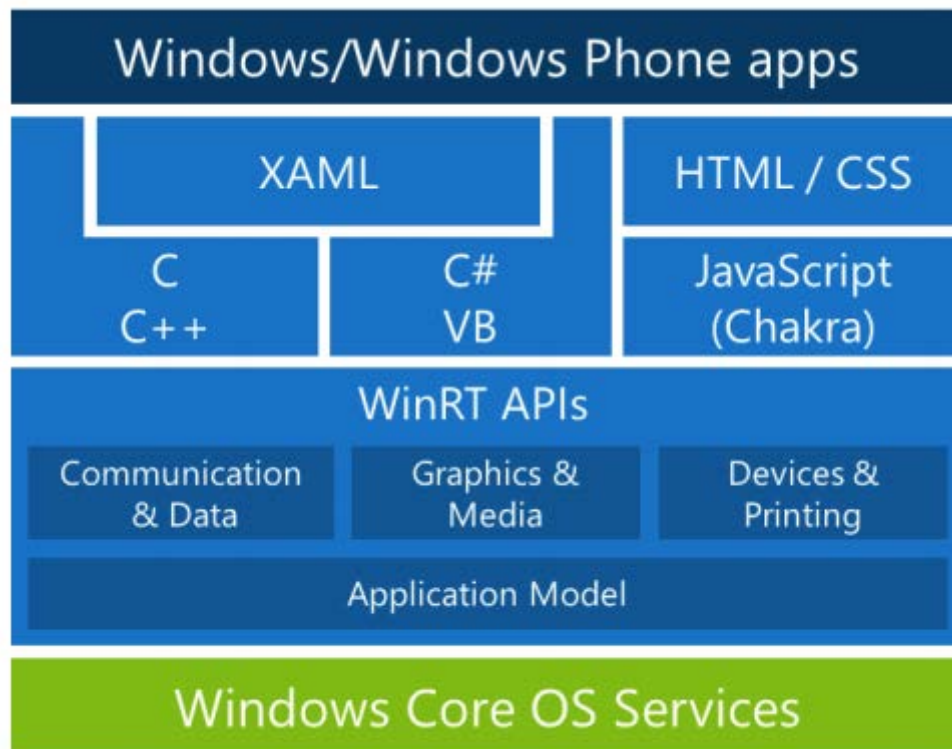 Windows/Windows Phone apps
XAML
HTML / CSS
C
C++
C#
VB
JavaScript
(Chakra)
WinRT APIs
Communication
& Data
Graphics &
Media
Devices &
Printing
Application Model
Windows Core OS Services